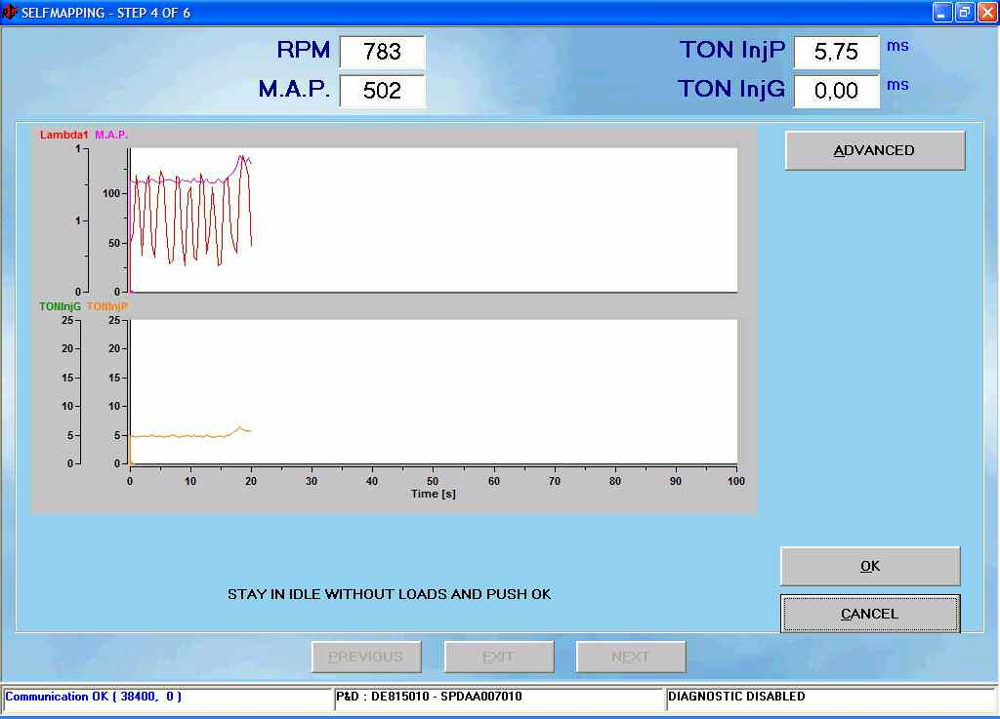 SELFMAPPING - STEP 4 OF 6
RPM 783 TON InjP 5,75 ms
M.A.P. 502 TON InjG 0,00 ms
Lambda1 M.A.P.
1
100
1
50
0 0
ADVANCED
TONInjG TONInjP
25 25
20 20
15 15
10 10
5 5
0 0
0 10 20 30 40 50 60 70 80 90 100
Time [s]
OK
STAY IN IDLE WITHOUT LOADS AND PUSH OK
CANCEL
PREVIOUS EXIT NEXT
Communication OK ( 38400, 0 ) P&D : DE815010 - SPDAA007010 DIAGNOSTIC DISABLED